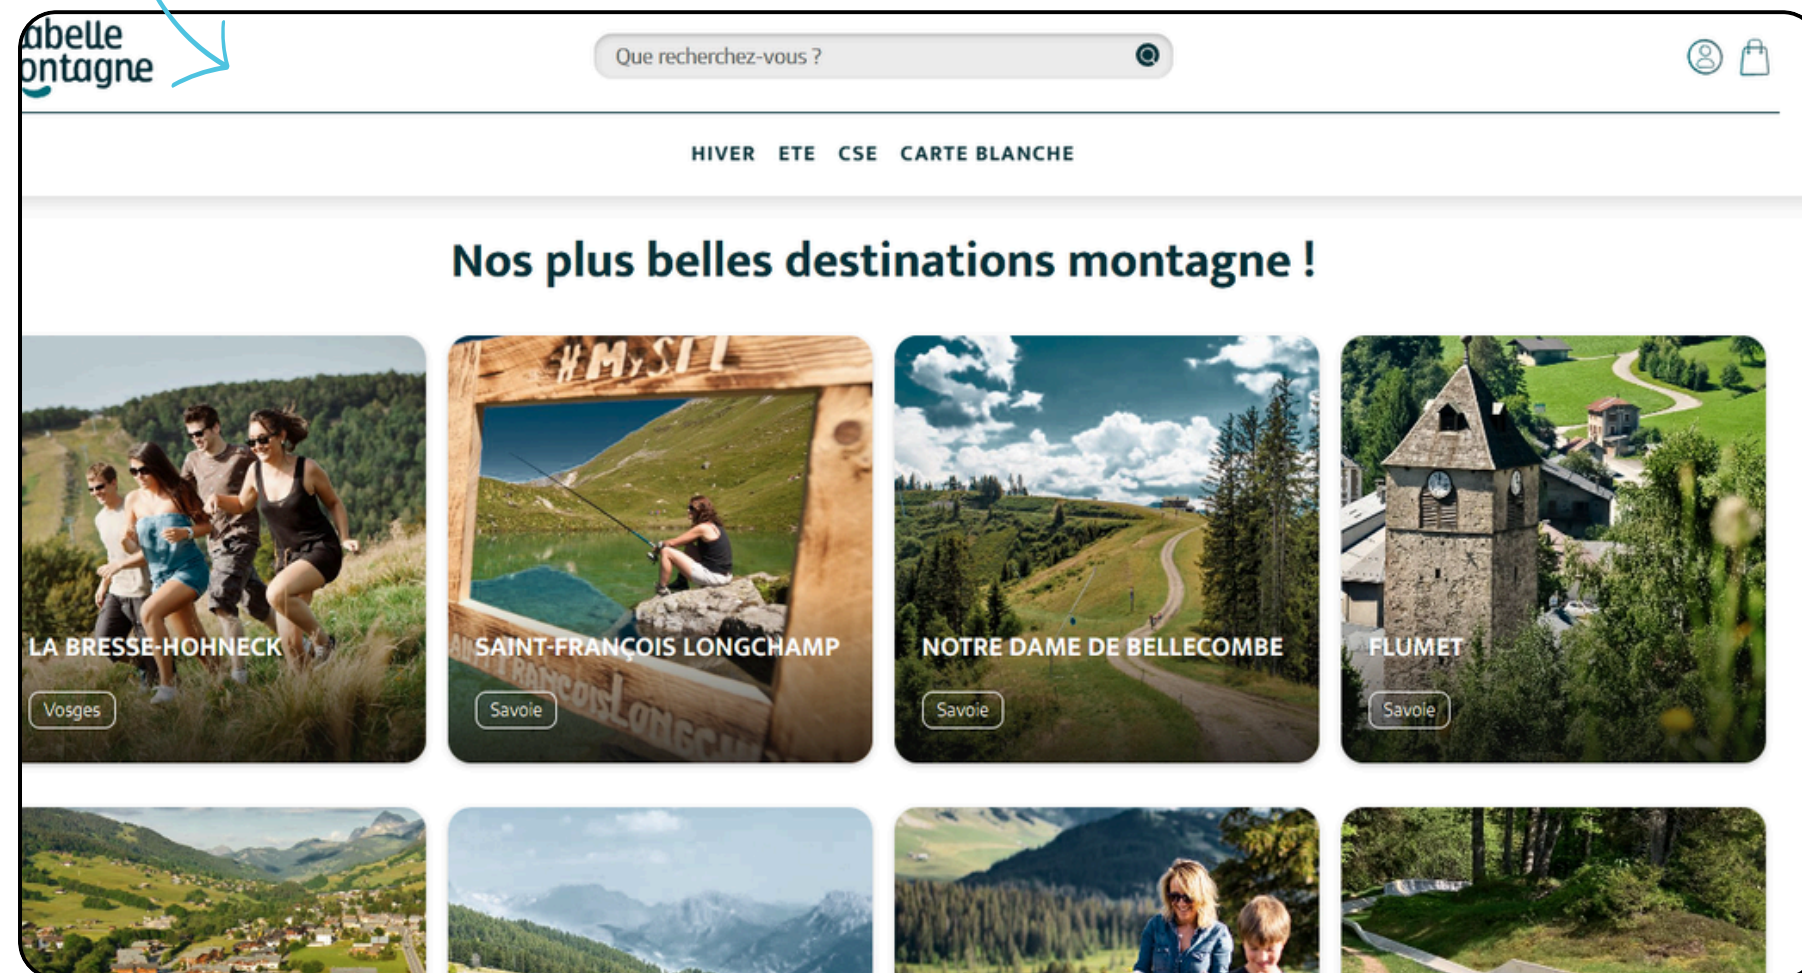 abelle
ontagne
Que recherchez-vous ?
HIVER ETE CSE CARTE BLANCHE
Nos plus belles destinations montagne !
#MySFL
LA BRESSE-HOHNECK
Vosges
SAINT-FRANÇOIS LONGCHAMP
Savoie
NOTRE DAME DE BELLECOMBE
Savoie
FLUMET
Savoie